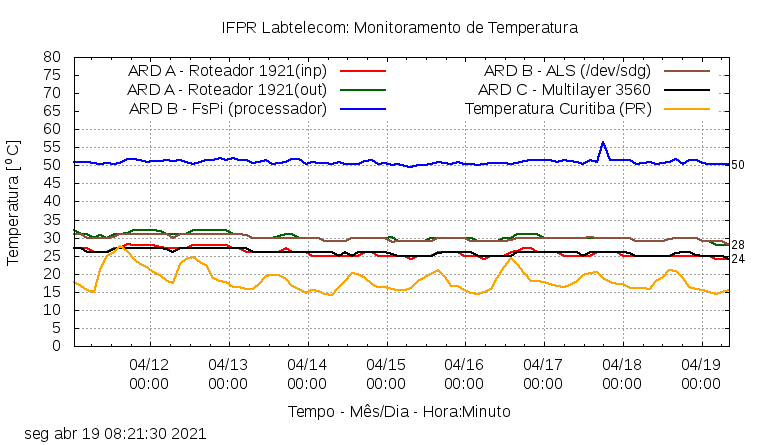 IFPR Labtelecom: Monitoramento de Temperatura
Temperatura [ ºC]
80
75
70
65
60
55
50
45
40
35
30
25
20
15
10
5
0
ARD A - Roteador 1921(inp)
ARD A - Roteador 1921(out)
ARD B - FsPi (processador)
ARD B - ALS (/dev/sdg)
ARD C - Multilayer 3560
Temperatura Curitiba (PR)
50
28
24
04/12 04/13 04/14 04/15 04/16 04/17 04/18 04/19
00:00 00:00 00:00 00:00 00:00 00:00 00:00 00:00
Tempo - Mês/Dia - Hora:Minuto
seg abr 19 08:21:30 2021